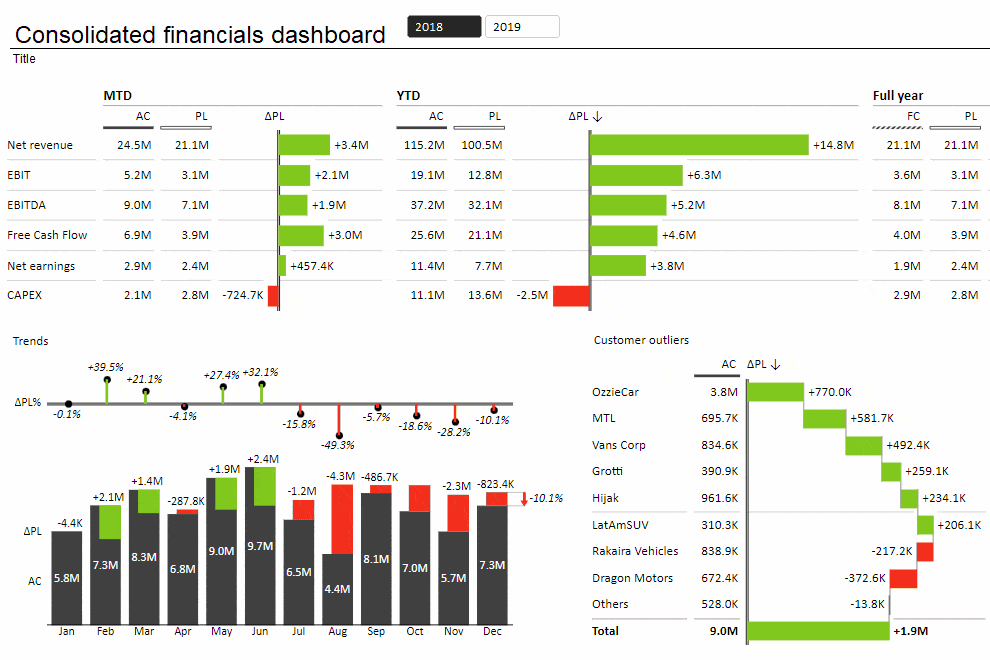 Consolidated financials dashboard
2018
2019
Title
MTD
YTD
Full year
AC PL ΔPL
AC PL ΔPL ↓
FC PL
Net revenue 24.5M 21.1M +3.4M 115.2M 100.5M +14.8M 21.1M 21.1M
EBIT 5.2M 3.1M +2.1M 19.1M 12.8M +6.3M 3.6M 3.1M
EBITDA 9.0M 7.1M +1.9M 37.2M 32.1M +5.2M 8.1M 7.1M
Free Cash Flow 6.9M 3.9M +3.0M 25.6M 21.1M +4.6M 4.0M 3.9M
Net earnings 2.9M 2.4M +457.4K 11.4M 7.7M +3.8M 1.9M 2.4M
CAPEX 2.1M 2.8M -724.7K 11.1M 13.6M -2.5M 2.9M 2.8M
Trends
ΔPL% -0.1% +39.5% +21.1% -4.1% +27.4% +32.1% -15.8% -49.3% -5.7% -18.6% -28.2% -10.1%
ΔPL -4.4K +2.1M +1.4M -287.8K +1.9M +2.4M -1.2M -4.3M -486.7K -2.3M -823.4K -10.1%
AC 5.8M 7.3M 8.3M 6.8M 9.0M 9.7M 6.5M 4.4M 8.1M 7.0M 5.7M 7.3M
Jan Feb Mar Apr May Jun Jul Aug Sep Oct Nov Dec
Customer outliers
AC ΔPL ↓
OzzieCar 3.8M +770.0K
MTL 695.7K +581.7K
Vans Corp 834.6K +492.4K
Grotti 390.9K +259.1K
Hijak 961.6K +234.1K
LatAmSUV 310.3K +206.1K
Rakaira Vehicles 838.9K -217.2K
Dragon Motors 672.4K -372.6K
Others 528.0K -13.8K
Total 9.0M +1.9M